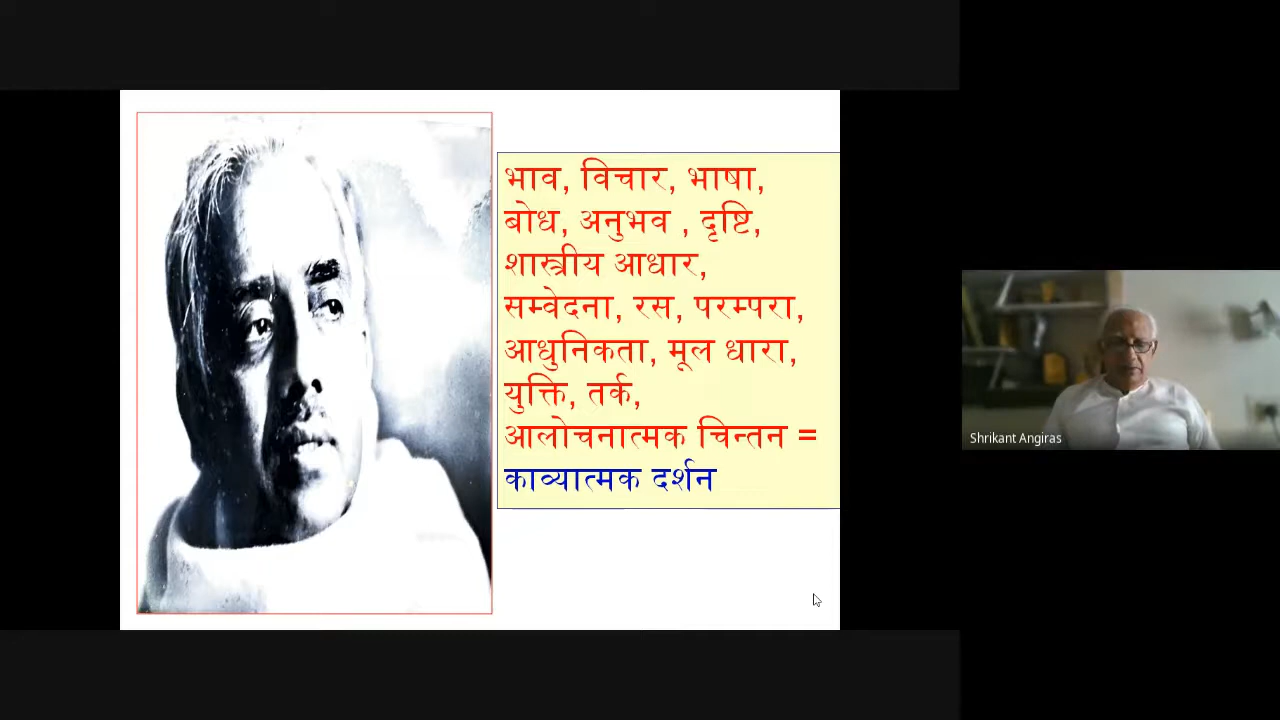 भाव, विचार, भाषा,
बोध, अनुभव , दृष्टि,
शास्त्रीय आधार,
सम्वेदना, रस, परम्परा,
आधुनिकता, मूल धारा,
युक्ति, तर्क,
आलोचनात्मक चिन्तन =
काव्यात्मक दर्शन
Shrikant Angiras